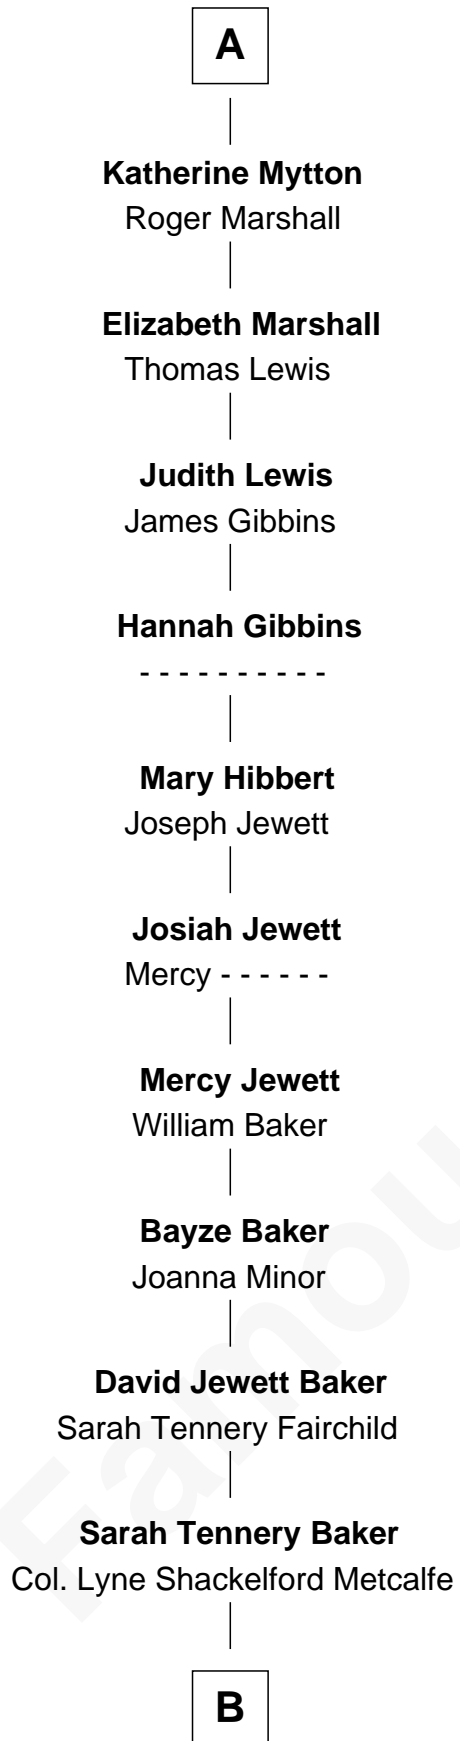 A
Katherine Mytton
Roger Marshall
Elizabeth Marshall
Thomas Lewis
Judith Lewis
James Gibbins
Hannah Gibbins
- - - - - - - - - -
Mary Hibbert
Joseph Jewett
Josiah Jewett
Mercy - - - - - -
Mercy Jewett
William Baker
Bayze Baker
Joanna Minor
David Jewett Baker
Sarah Tennery Fairchild
Sarah Tennery Baker
Col. Lyne Shackelford Metcalfe
B
Famou